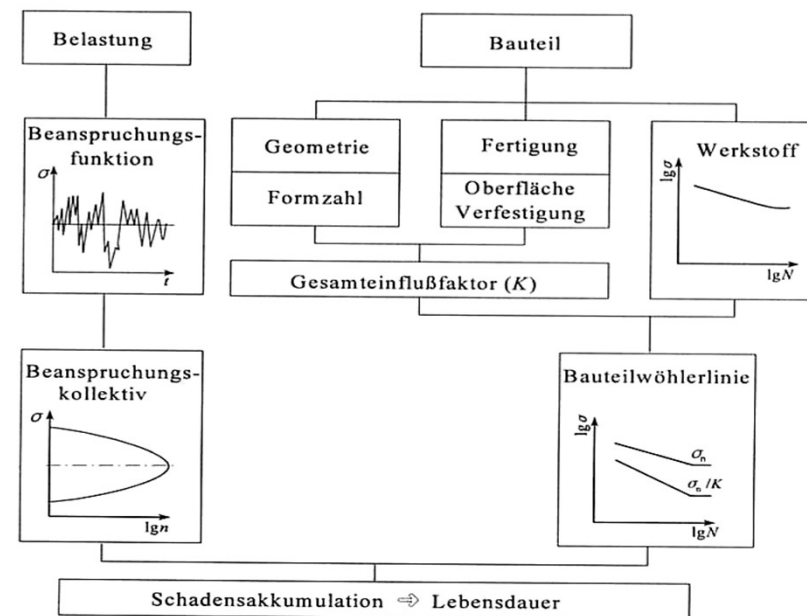 Belastung
Bauteil
Beanspruchungs-
funktion
σ
t
Geometrie
Formzahl
Fertigung
Oberfläche
Verfestigung
Werkstoff
lgσ
lgN
Gesamteinflußfaktor (K)
Beanspruchungs-
kollektiv
σ
lgn
Bauteilwöhlerlinie
lgσ
σn
σn/K
lgN
Schadensakkumulation ⇨ Lebensdauer